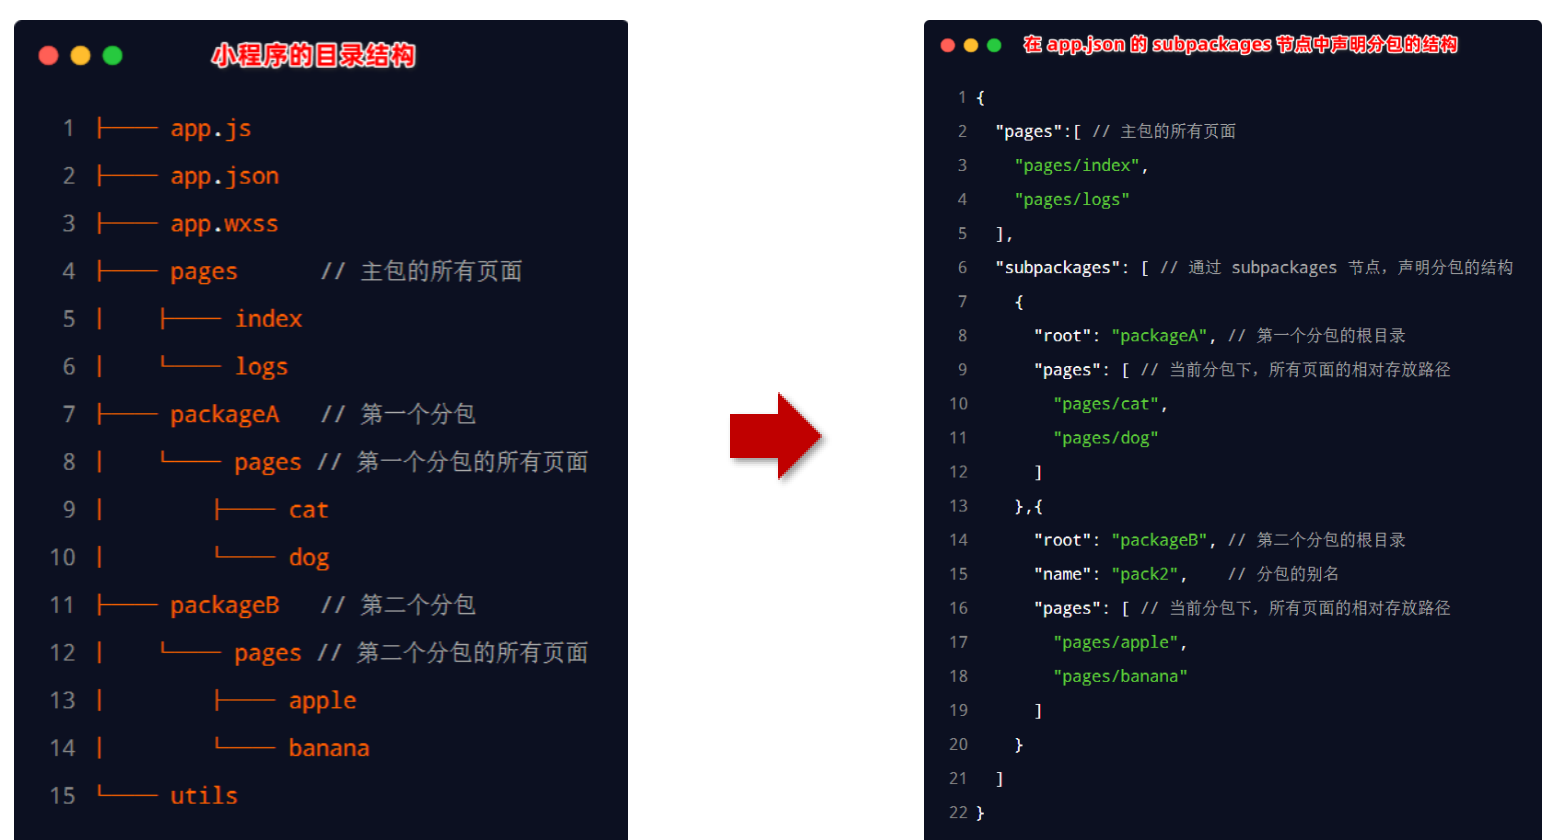 小程序的目录结构
1 ├── app.js
2 ├── app.json
3 ├── app.wxss
4 ├── pages // 主包的所有页面
5 │ ├── index
6 │ └── logs
7 ├── packageA // 第一个分包
8 │ └── pages // 第一个分包的所有页面
9 │ ├── cat
10 │ └── dog
11 ├── packageB // 第二个分包
12 │ └── pages // 第二个分包的所有页面
13 │ ├── apple
14 │ └── banana
15 └── utils
在 app.json 的 subpackages 节点中声明分包的结构
1 {
2 "pages":[ // 主包的所有页面
3 "pages/index",
4 "pages/logs"
5 ],
6 "subpackages": [ // 通过 subpackages 节点，声明分包的结构
7 {
8 "root": "packageA", // 第一个分包的根目录
9 "pages": [ // 当前分包下，所有页面的相对存放路径
10 "pages/cat",
11 "pages/dog"
12 ]
13 },{
14 "root": "packageB", // 第二个分包的根目录
15 "name": "pack2", // 分包的别名
16 "pages": [ // 当前分包下，所有页面的相对存放路径
17 "pages/apple",
18 "pages/banana"
19 ]
20 }
21 ]
22 }